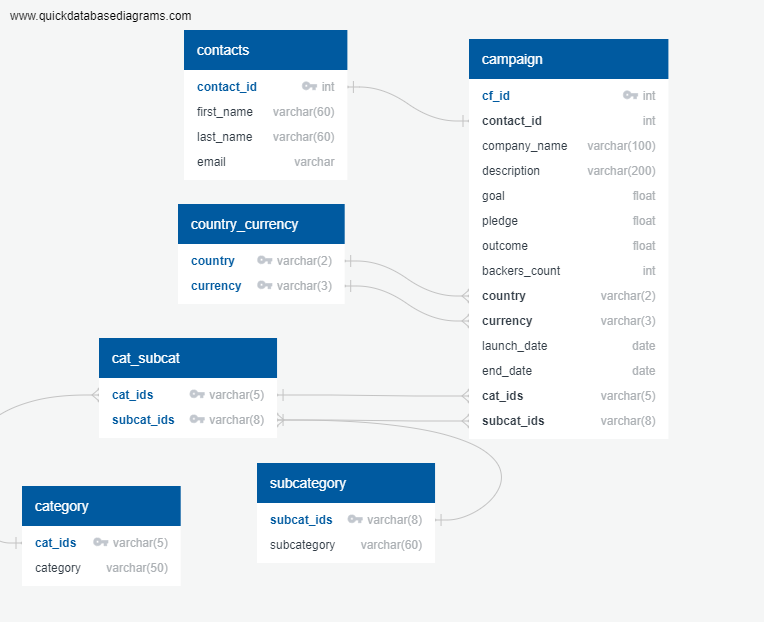 www.quickdatabasediagrams.com
contacts
contact_id int
first_name varchar(60)
last_name varchar(60)
email varchar
campaign
cf_id int
contact_id int
company_name varchar(100)
description varchar(200)
goal float
pledge float
outcome float
backers_count int
country varchar(2)
currency varchar(3)
launch_date date
end_date date
cat_ids varchar(5)
subcat_ids varchar(8)
country_currency
country varchar(2)
currency varchar(3)
cat_subcat
cat_ids varchar(5)
subcat_ids varchar(8)
subcategory
subcat_ids varchar(8)
subcategory varchar(60)
category
cat_ids varchar(5)
category varchar(50)